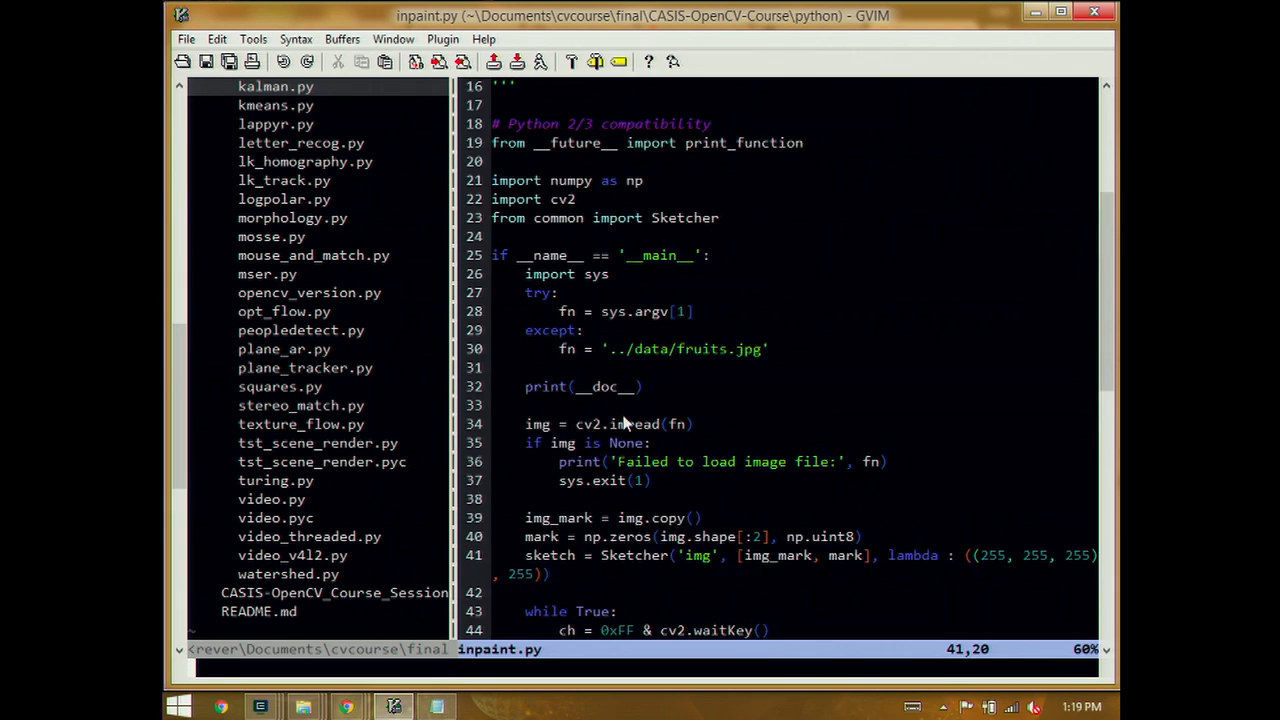 inpaint.py (~\Documents\cvcourse\final\CASIS-OpenCV-Course\python) - GVIM
File Edit Tools Syntax Buffers Window Plugin Help
kalman.py
kmeans.py
lappyr.py
letter_recog.py
lk_homography.py
lk_track.py
logpolar.py
morphology.py
mosse.py
mouse_and_match.py
mser.py
opencv_version.py
opt_flow.py
peopledetect.py
plane_ar.py
plane_tracker.py
squares.py
stereo_match.py
texture_flow.py
tst_scene_render.py
tst_scene_render.pyc
turing.py
video.py
video.pyc
video_threaded.py
video_v4l2.py
watershed.py
CASIS-OpenCV_Course_Session
README.md
~
<rever\Documents\cvcourse\final
16 '''
17
18 # Python 2/3 compatibility
19 from __future__ import print_function
20
21 import numpy as np
22 import cv2
23 from common import Sketcher
24
25 if __name__ == '__main__':
26     import sys
27     try:
28         fn = sys.argv[1]
29     except:
30         fn = '../data/fruits.jpg'
31
32     print(__doc__)
33
34     img = cv2.imread(fn)
35     if img is None:
36         print('Failed to load image file:', fn)
37         sys.exit(1)
38
39     img_mark = img.copy()
40     mark = np.zeros(img.shape[:2], np.uint8)
41     sketch = Sketcher('img', [img_mark, mark], lambda : ((255, 255, 255)
, 255))
42
43     while True:
44         ch = 0xFF & cv2.waitKey()
inpaint.py 41,20 60%
1:19 PM